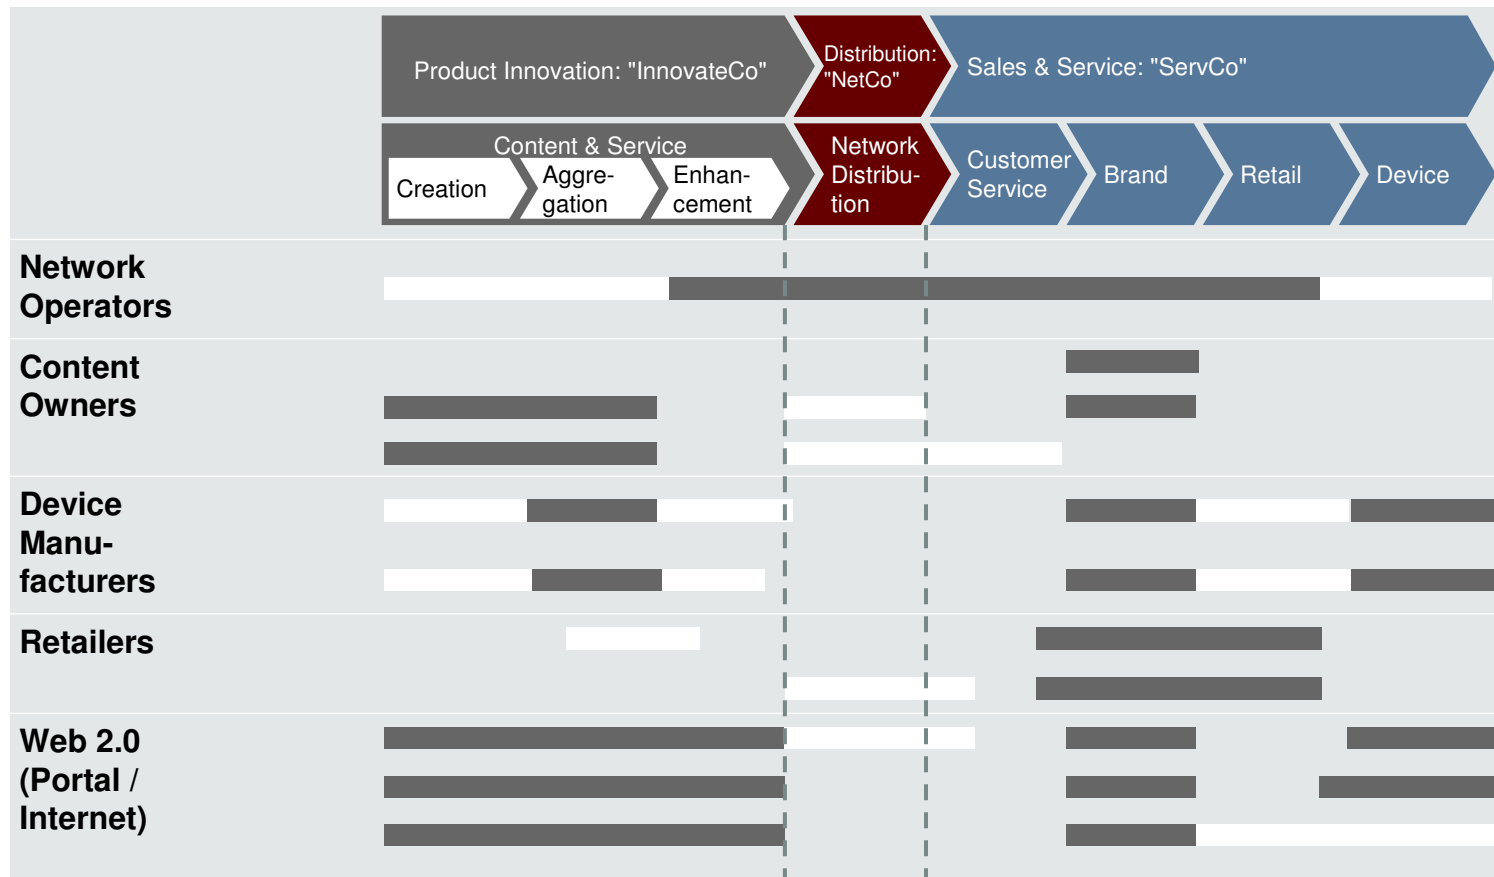 Product Innovation: "InnovateCo"
Distribution:
"NetCo"
Sales & Service: "ServCo"
Content & Service
Creation
Aggre-
gation
Enhan-
cement
Network
Distribu-
tion
Customer
Service
Brand
Retail
Device
Network
Operators
Content
Owners
Device
Manu-
facturers
Retailers
Web 2.0
(Portal /
Internet)